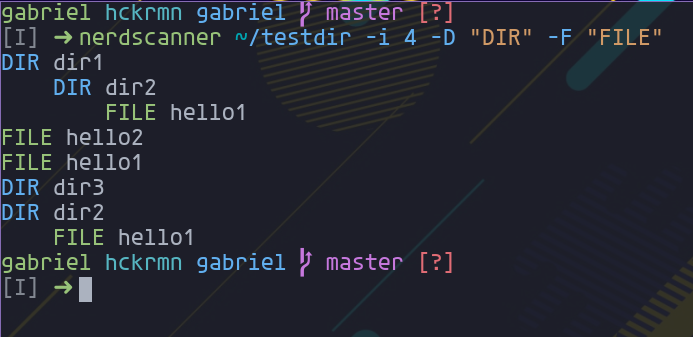 gabriel hckrmn gabriel  master [?]
[I] ➜ nerdscanner ~/testdir -i 4 -D "DIR" -F "FILE"
DIR dir1
    DIR dir2
        FILE hello1
FILE hello2
FILE hello1
DIR dir3
DIR dir2
    FILE hello1
gabriel hckrmn gabriel  master [?]
[I] ➜